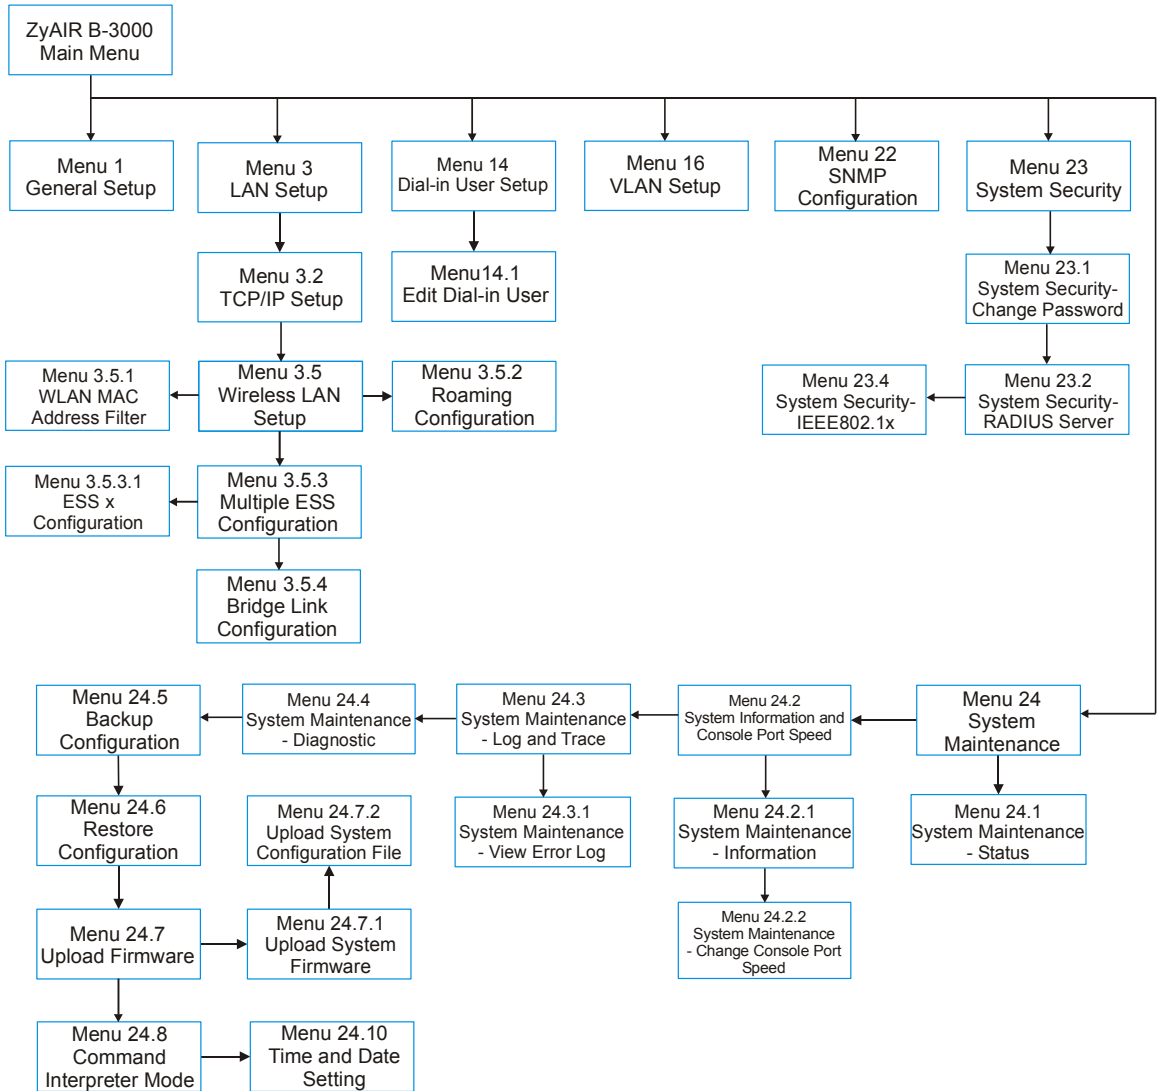 ZyAIR B-3000
Main Menu
Menu 1
General Setup
Menu 3
LAN Setup
Menu 14
Dial-in User Setup
Menu 16
VLAN Setup
Menu 22
SNMP
Configuration
Menu 23
System Security
Menu 3.2
TCP/IP Setup
Menu14.1
Edit Dial-in User
Menu 23.1
System Security-
Change Password
Menu 3.5.1
WLAN MAC
Address Filter
Menu 3.5
Wireless LAN
Setup
Menu 3.5.2
Roaming
Configuration
Menu 23.4
System Security-
IEEE802.1x
Menu 23.2
System Security-
RADIUS Server
Menu 3.5.3.1
ESS x
Configuration
Menu 3.5.3
Multiple ESS
Configuration
Menu 3.5.4
Bridge Link
Configuration
Menu 24.5
Backup
Configuration
Menu 24.4
System Maintenance
- Diagnostic
Menu 24.3
System Maintenance
- Log and Trace
Menu 24.2
System Information and
Console Port Speed
Menu 24
System
Maintenance
Menu 24.6
Restore
Configuration
Menu 24.7.2
Upload System
Configuration File
Menu 24.3.1
System Maintenance
- View Error Log
Menu 24.2.1
System Maintenance
- Information
Menu 24.1
System Maintenance
- Status
Menu 24.7
Upload Firmware
Menu 24.7.1
Upload System
Firmware
Menu 24.2.2
System Maintenance
- Change Console Port
Speed
Menu 24.8
Command
Interpreter Mode
Menu 24.10
Time and Date
Setting